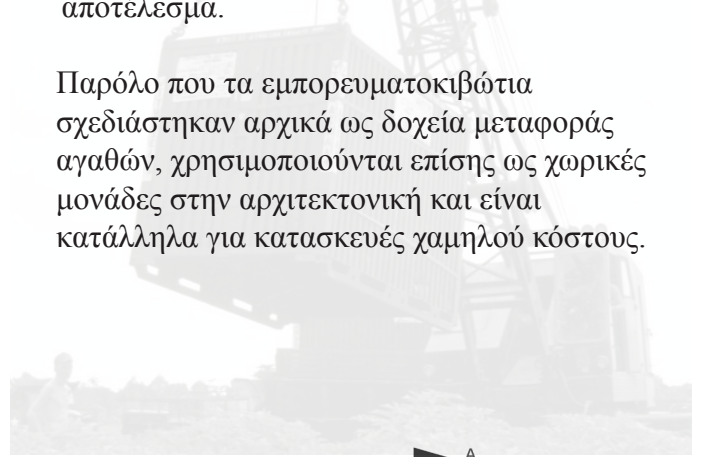 αποτέλεσμα.
Παρόλο που τα εμπορευματοκιβώτια
σχεδιάστηκαν αρχικά ως δοχεία μεταφοράς
αγαθών, χρησιμοποιούνται επίσης ως χωρικές
μονάδες στην αρχιτεκτονική και είναι
κατάλληλα για κατασκευές χαμηλού κόστους.
A